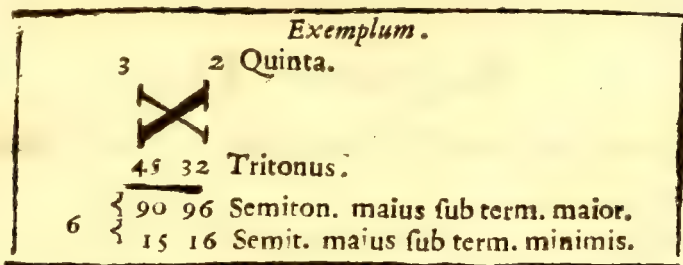 Exemplum.
3 2 Quinta.
45 32 Tritonus.
90 96 Semiton. maius ſub term. maior.
6
15 16 Semit. maius ſub term. minimis.